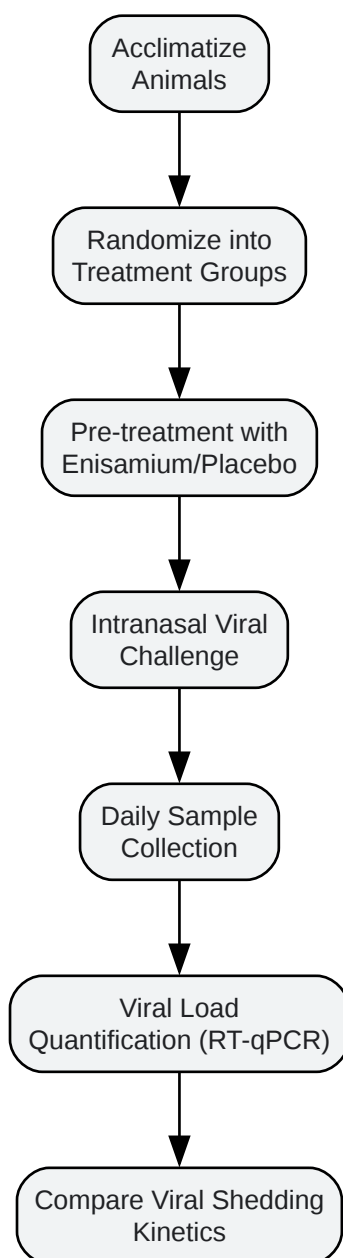 Acclimatize
Animals
Randomize into
Treatment Groups
Pre-treatment with
Enisamium/Placebo
Intranasal Viral
Challenge
Daily Sample
Collection
Viral Load
Quantification (RT-qPCR)
Compare Viral Shedding
Kinetics